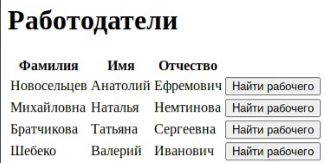 Работодатели
Фамилия Имя Отчество
Новосельцев Анатолий Ефремович Найти рабочего
Михайловна Наталья Немтинова Найти рабочего
Братчикова Татьяна Сергеевна Найти рабочего
Шебеко Валерий Иванович Найти рабочего